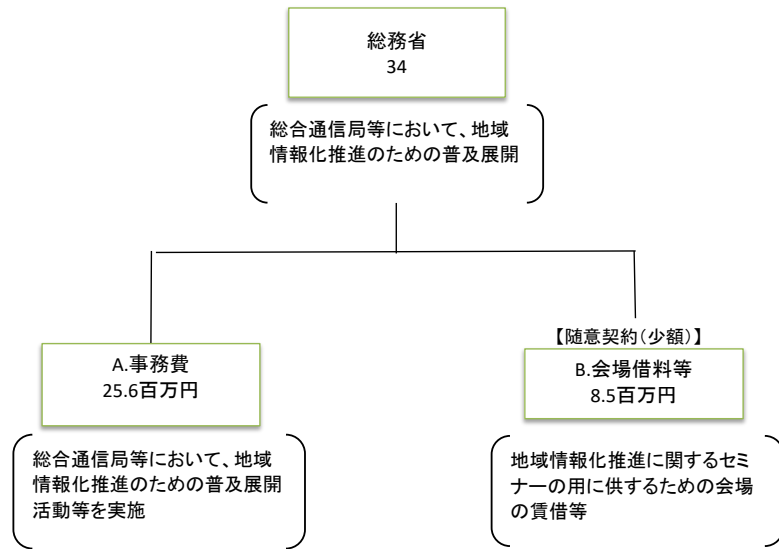 総務省
34
総合通信局等において、地域
情報化推進のための普及展開
A.事務費
25.6百万円
総合通信局等において、地域
情報化推進のための普及展開
活動等を実施
【随意契約(少額)】
B.会場借料等
8.5百万円
地域情報化推進に関するセミ
ナーの用に供するための会場
の賃借等